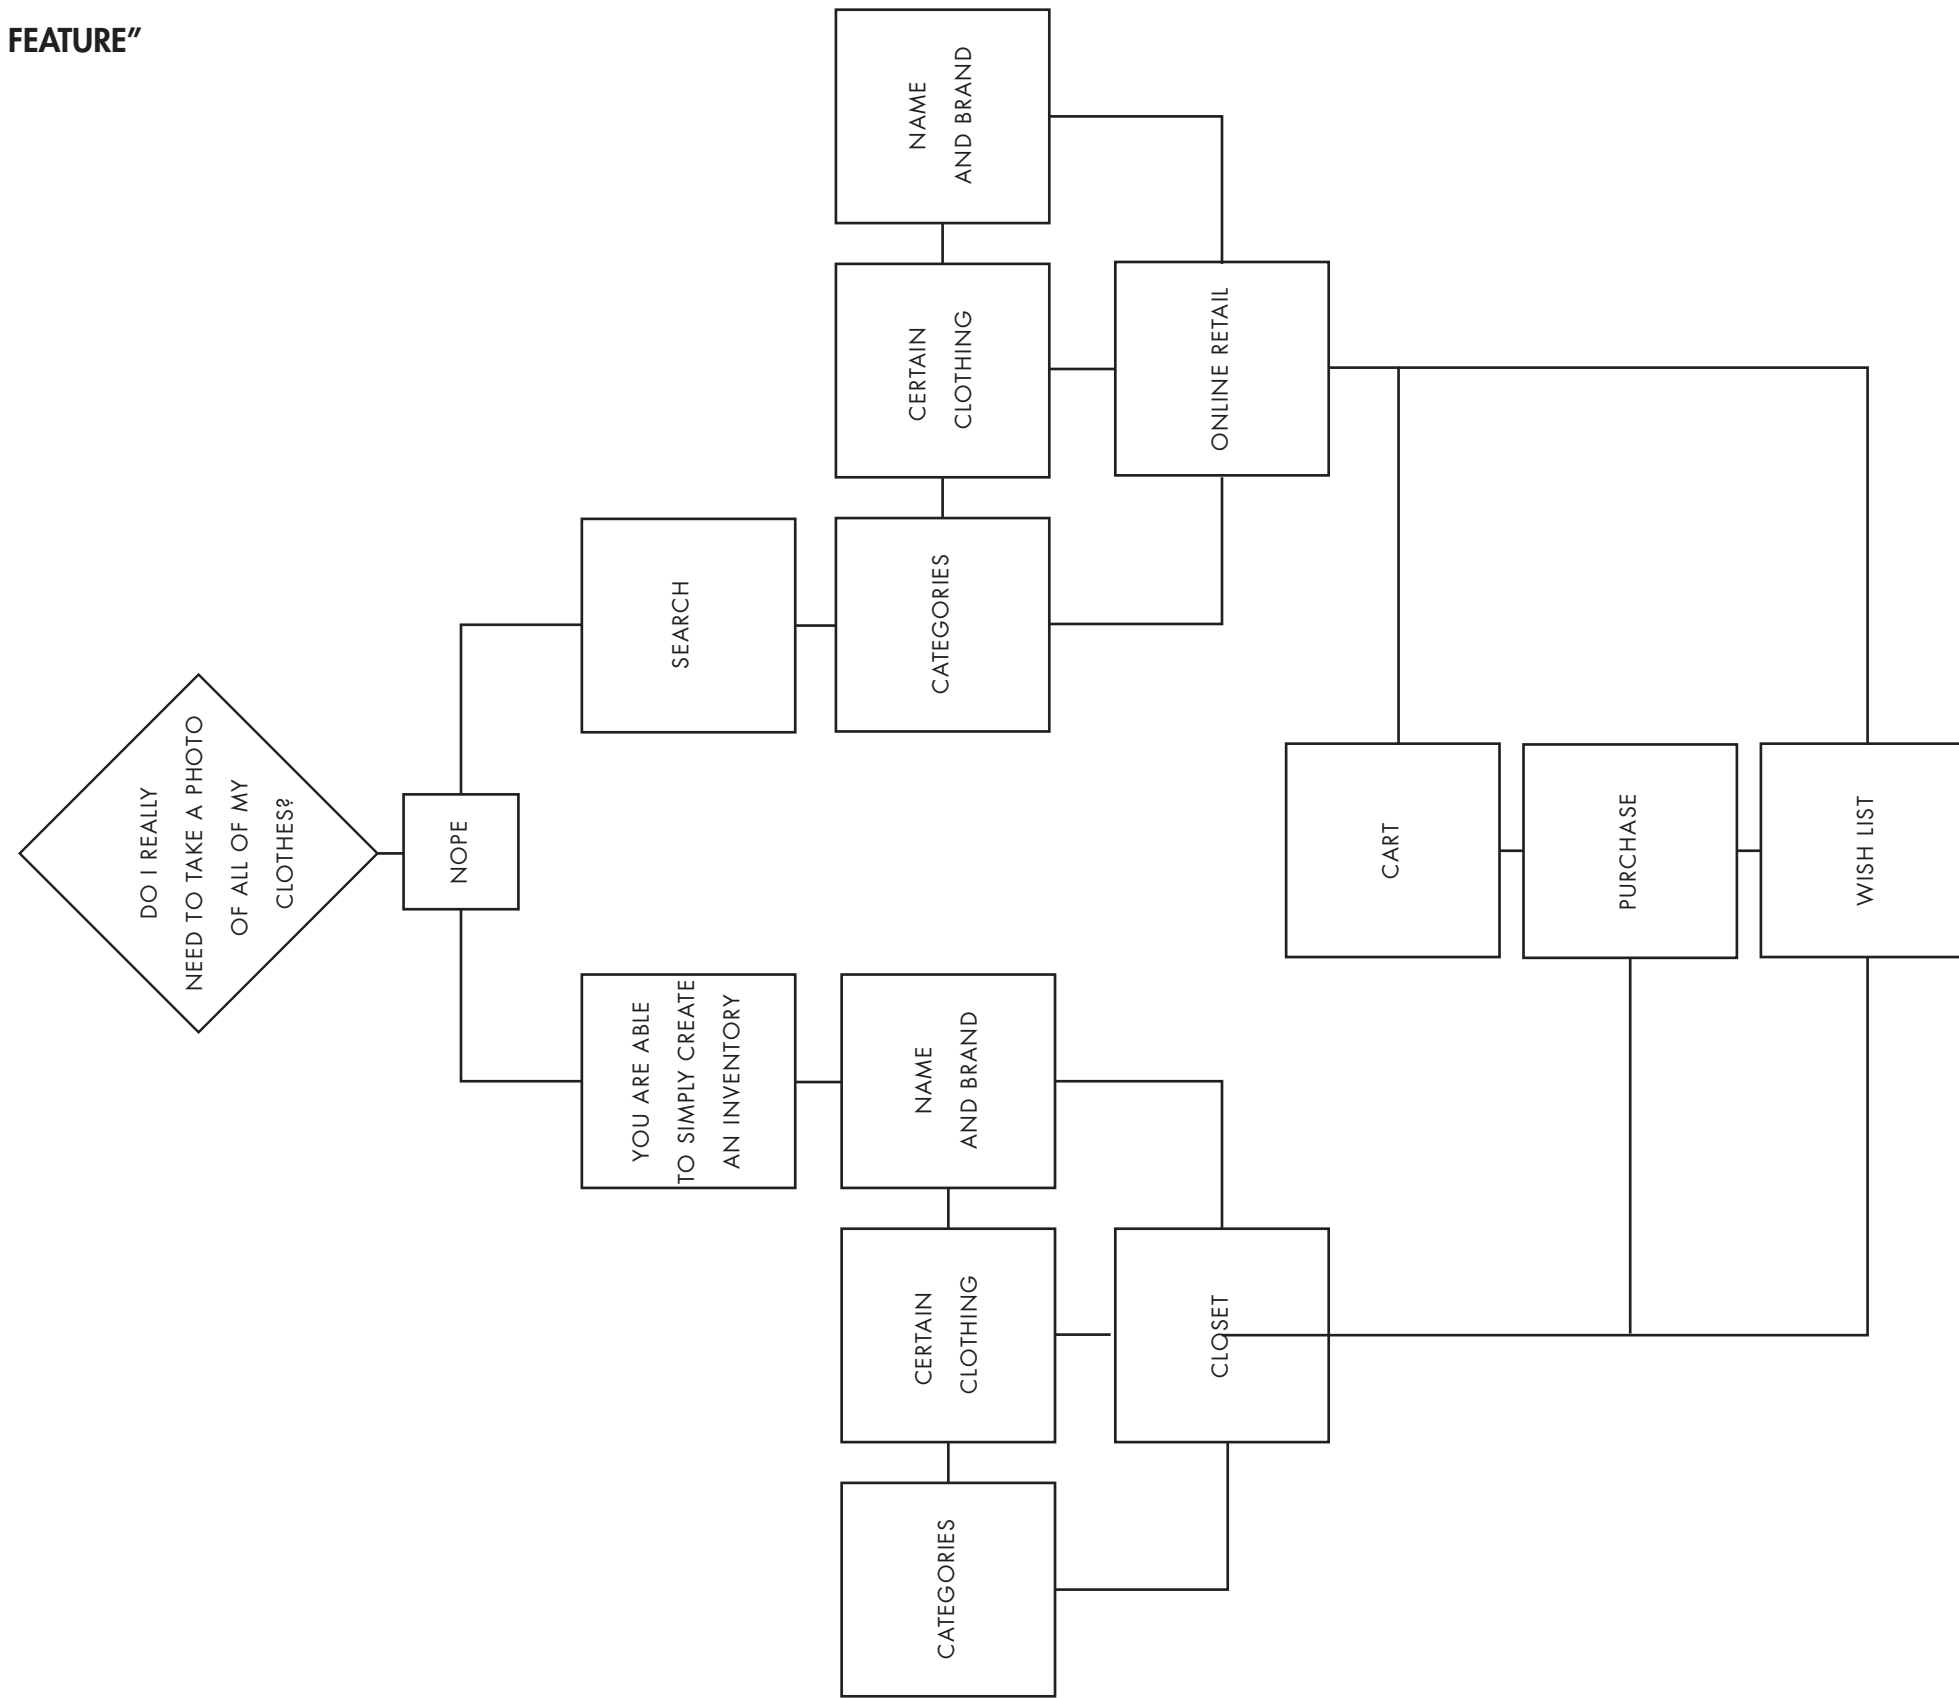 FEATURE”
DO I REALLY
NEED TO TAKE A PHOTO
OF ALL OF MY
CLOTHES?
NOPE
YOU ARE ABLE
TO SIMPLY CREATE
AN INVENTORY
SEARCH
CATEGORIES
CERTAIN
CLOTHING
NAME
AND BRAND
CATEGORIES
CERTAIN
CLOTHING
NAME
AND BRAND
CLOSET
ONLINE RETAIL
CART
PURCHASE
WISH LIST